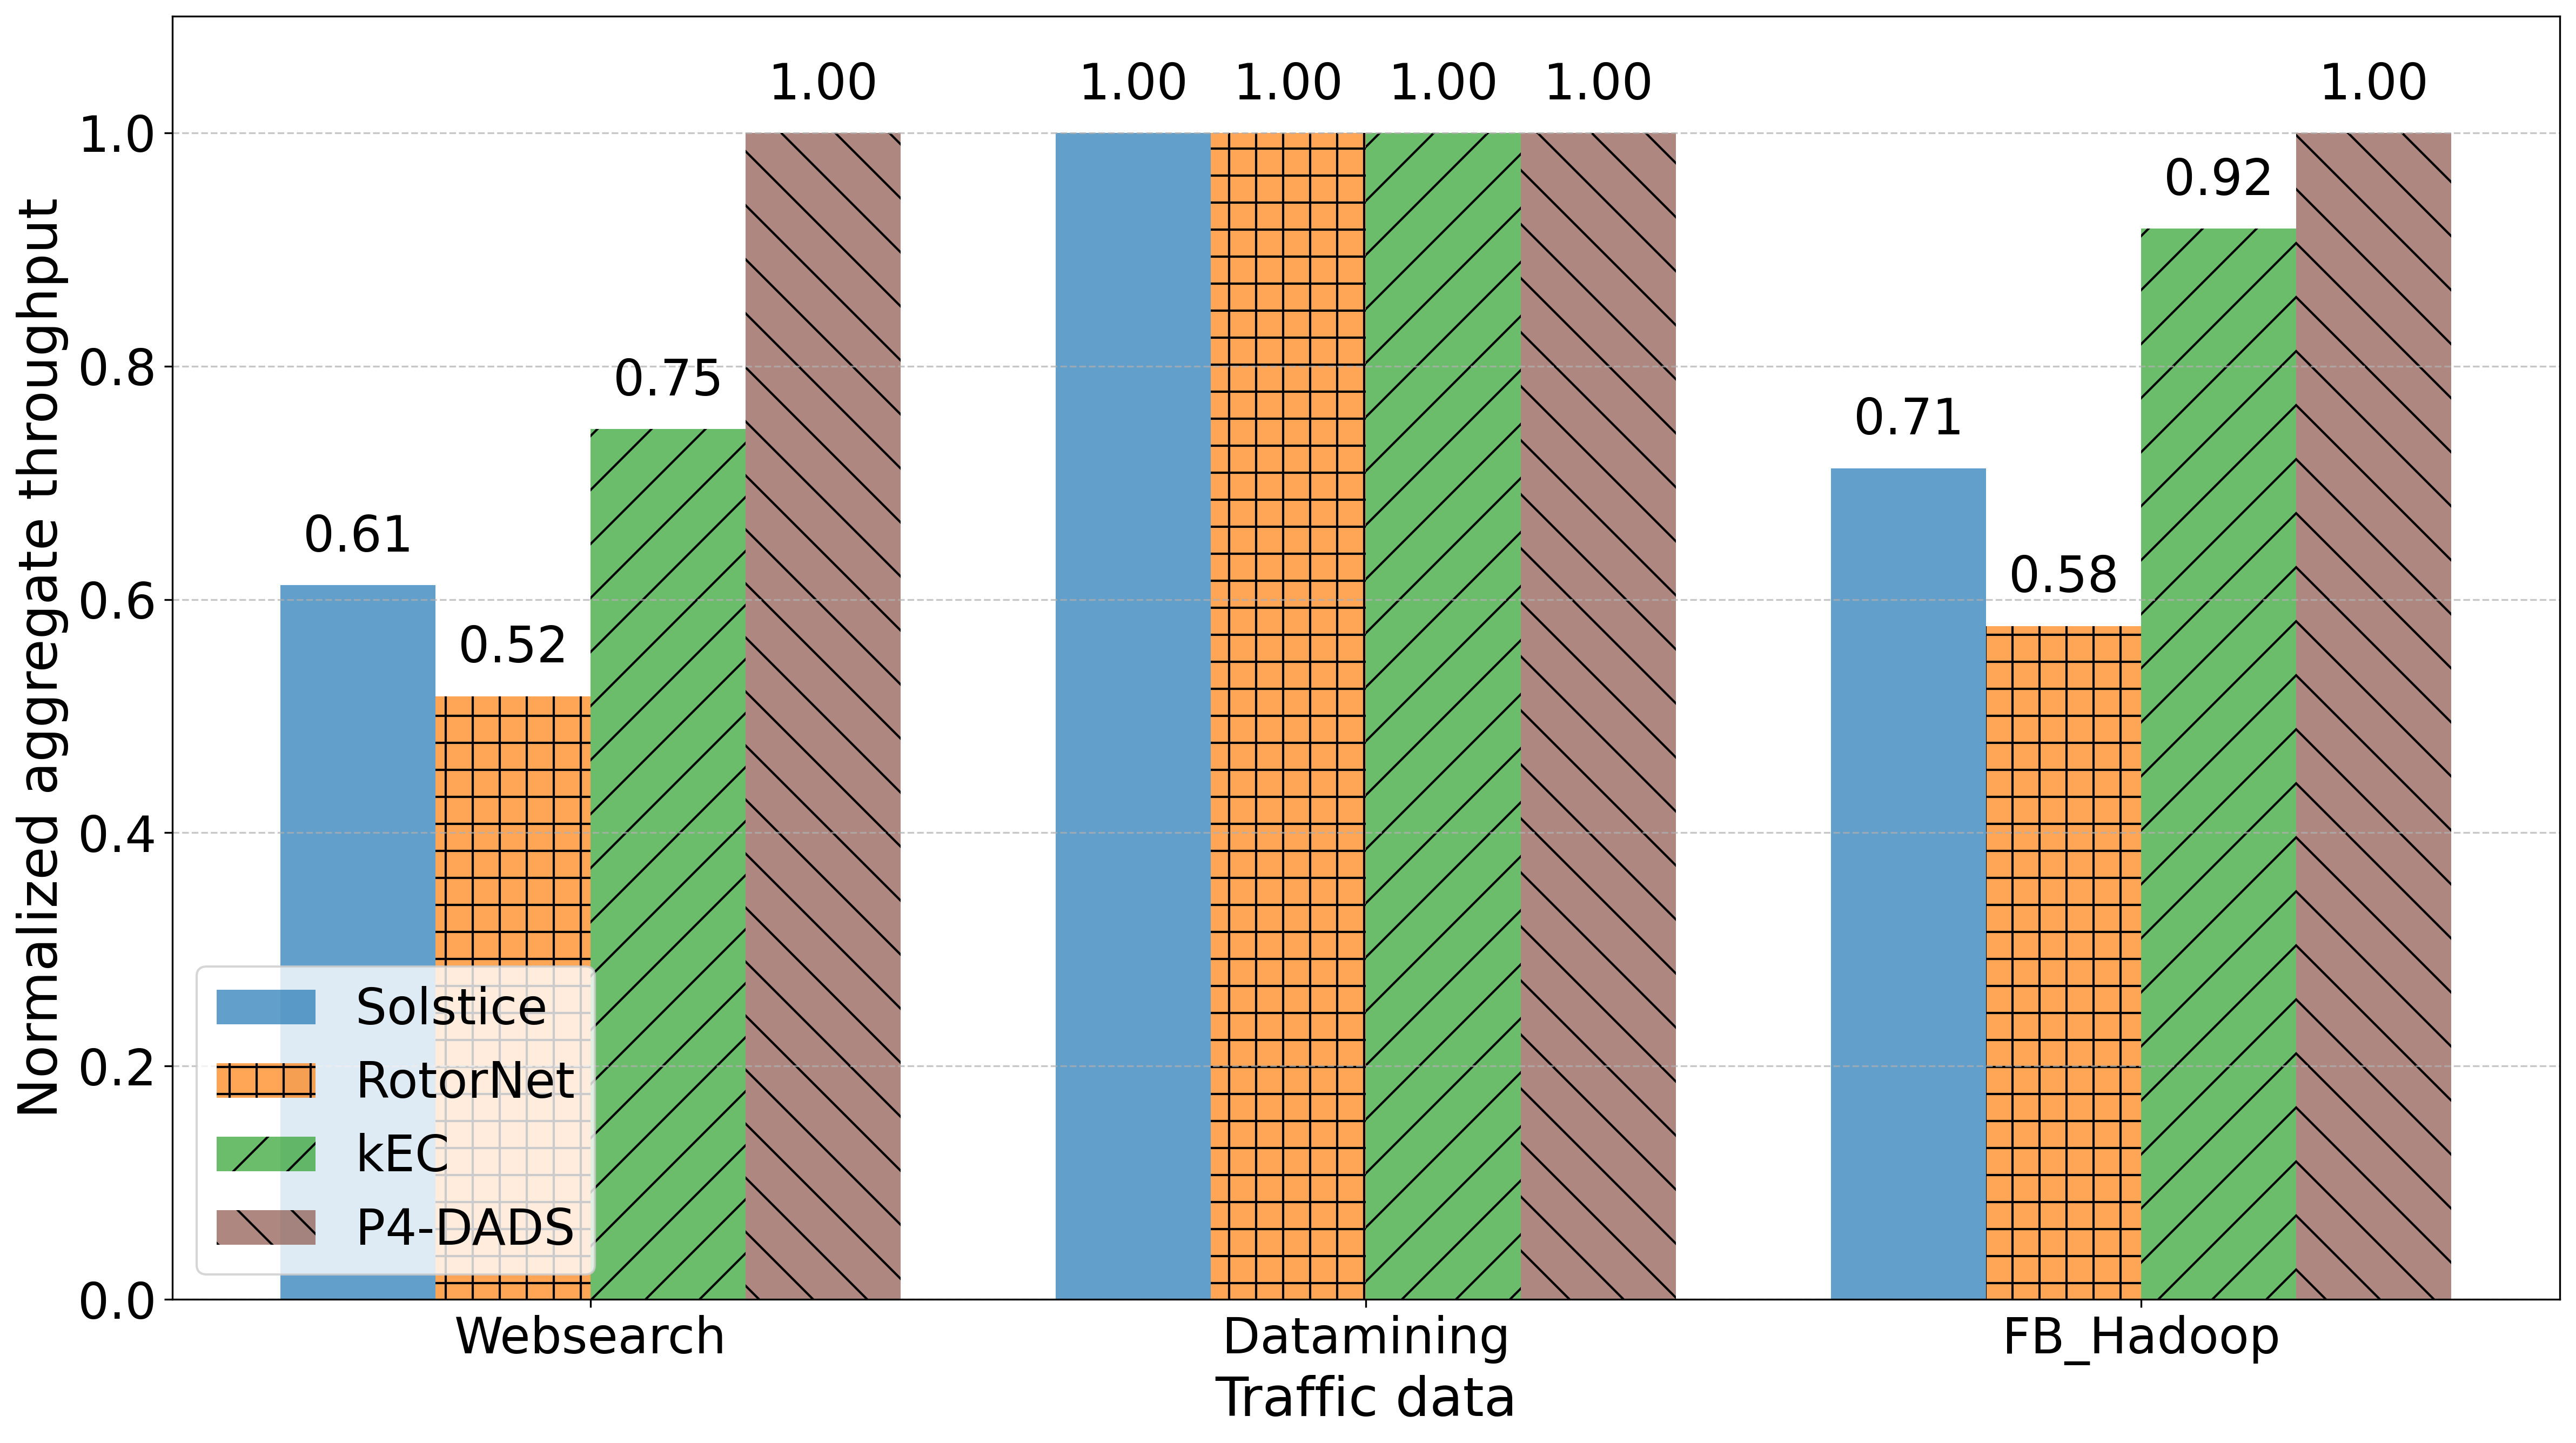 Normalized aggregate throughput
1.0
0.8
0.6
0.4
0.2
0.0
0.61
0.52
0.75
1.00
1.00
1.00
1.00
1.00
0.71
0.58
0.92
1.00
Solstice
RotorNet
kEC
P4-DADS
Websearch
Datamining
FB_Hadoop
Traffic data